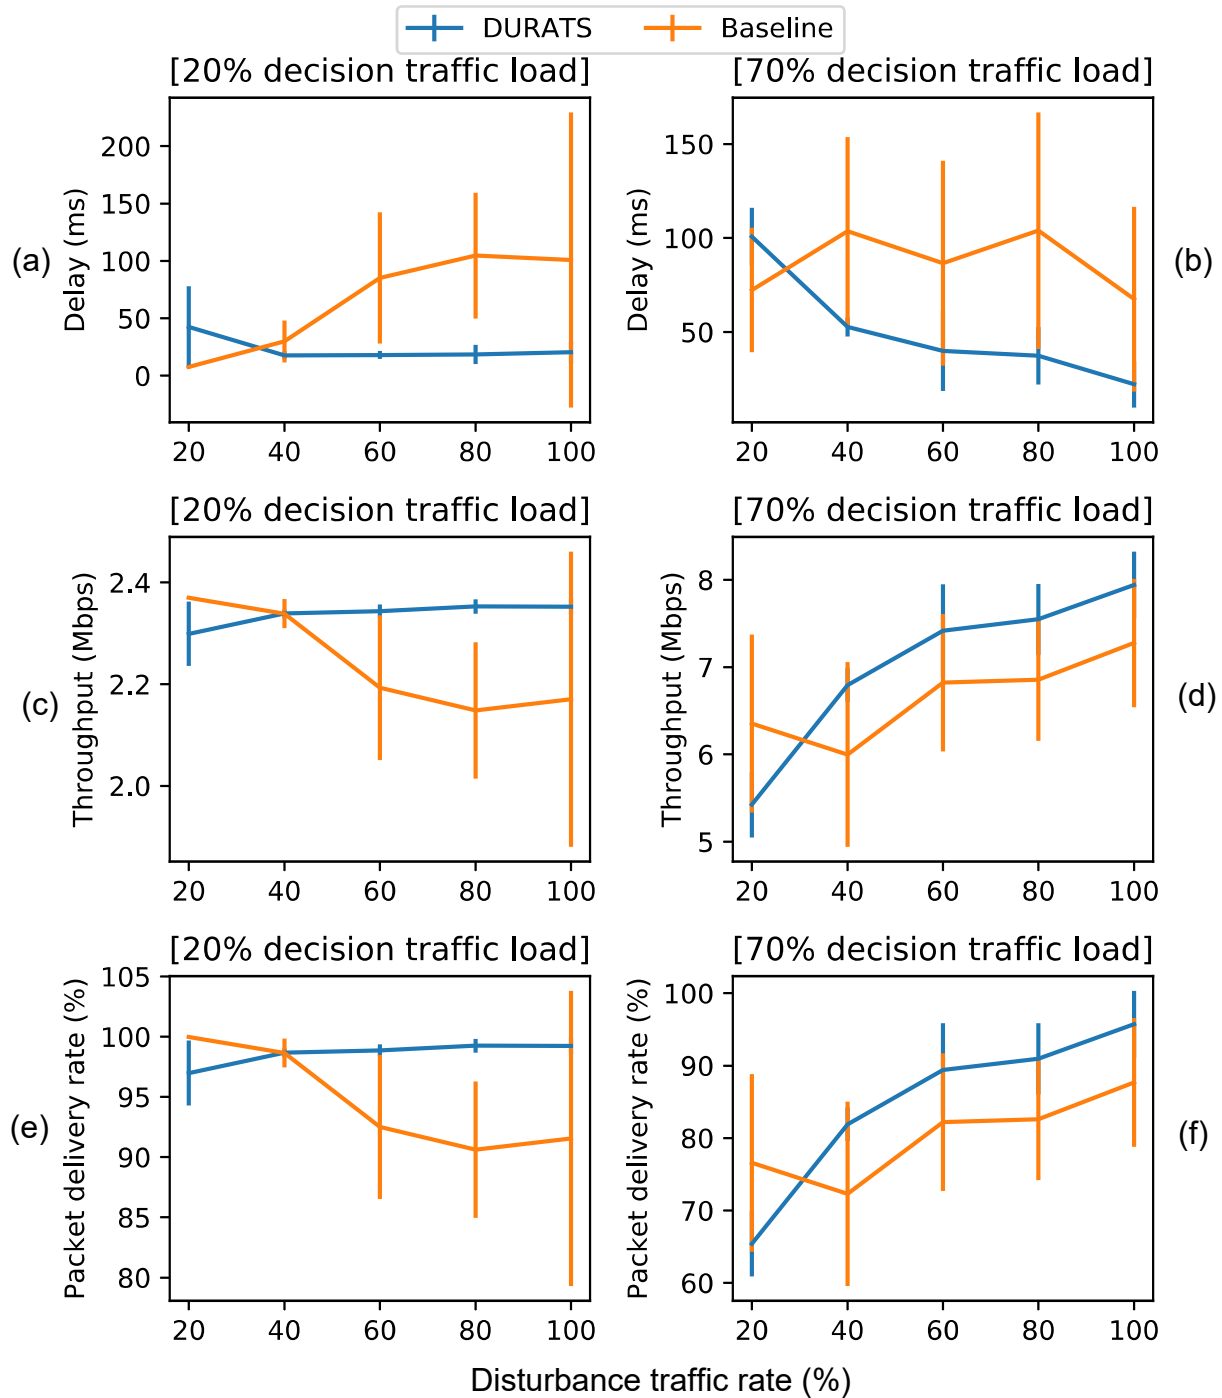 DURATS Baseline
[20% decision traffic load] [70% decision traffic load]
(a) Delay (ms) 200 150 100 50 0
20 40 60 80 100
Delay (ms) 150 100 50 (b)
20 40 60 80 100
[20% decision traffic load] [70% decision traffic load]
(c) Throughput (Mbps) 2.4 2.2 2.0
20 40 60 80 100
Throughput (Mbps) 8 7 6 5 (d)
20 40 60 80 100
[20% decision traffic load] [70% decision traffic load]
(e) Packet delivery rate (%) 105 100 95 90 85 80
20 40 60 80 100
Packet delivery rate (%) 100 90 80 70 60 (f)
20 40 60 80 100
Disturbance traffic rate (%)